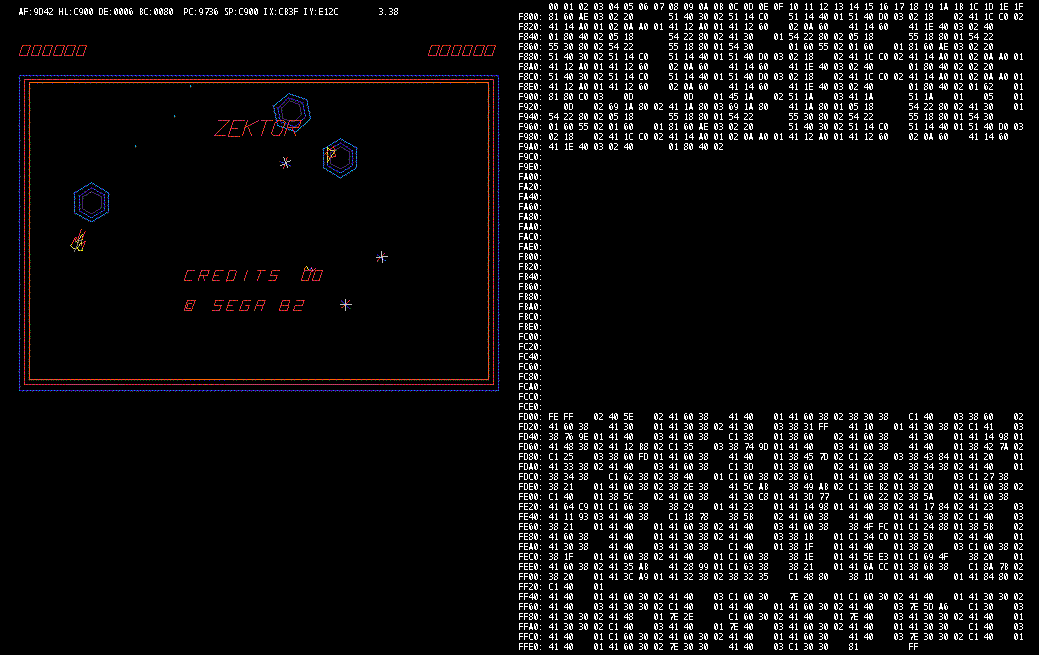 AF:9D42 HL:C900 DE:0006 BC:0080 PC:9736 SP:C900 IX:CB3F IY:E12C 3.38
000000 000000
ZEKTOR
CREDITS 00
@ SEGA 82
00 01 02 03 04 05 06 07 08 09 0A 0B 0C 0D 0E 0F 10 11 12 13 14 15 16 17 18 19 1A 1B 1C 1D 1E 1F
F800: 81 60 AE 03 02 20 51 40 30 02 51 14 C0 51 14 40 01 51 40 D0 03 02 18 02 41 1C C0 02
F820: 41 14 A0 01 02 0A A0 01 41 12 A0 01 41 12 60 02 0A 60 41 14 60 41 1E 40 03 02
F840: 01 80 40 02 05 18 54 22 80 02 41 30 01 54 22 80 02 05 18 55 18 80 01 54 22
F860: 55 30 80 02 54 22 55 18 80 01 54 30 01 60 55 02 01 60 01 81 60 AE 03 02 20
F880: 51 40 30 02 51 14 C0 51 14 40 01 51 40 D0 03 02 18 02 41 1C C0 02 41 14 A0 01 02 0A A0 01
F8A0: 41 12 A0 01 41 12 60 02 0A 60 41 14 60 41 1E 40 03 02 40 01 80 40 02 02 20
F8C0: 51 40 30 02 51 14 C0 51 14 40 01 51 40 D0 03 02 18 02 41 1C C0 02 41 14 A0 01 02 0A A0 01
F8E0: 41 12 A0 01 41 12 60 02 0A 60 41 14 60 41 1E 40 03 02 40 01 80 40 02 01 62 01
F900: 81 80 C0 03 0D 0D 01 45 1A 02 51 1A 03 41 1A 51 1A 01 05 01
F920: 0D 02 69 1A 80 02 41 1A 80 03 69 1A 80 41 1A 80 01 05 18 54 22 80 02 41 30 01
F940: 54 22 80 02 05 18 55 18 80 01 54 22 55 30 80 02 54 22 55 18 80 01 54 30
F960: 01 60 55 02 01 60 01 81 60 AE 03 02 20 51 40 30 02 51 14 C0 51 14 40 01 51 40 D0 03
F980: 02 18 02 41 1C C0 02 41 14 A0 01 02 0A A0 01 41 12 A0 01 41 12 60 02 0A 60 41 14 60
F9A0: 41 1E 40 03 02 40 01 80 40 02
F9C0:
F9E0:
FA00:
FA20:
FA40:
FA60:
FA80:
FAA0:
FAC0:
FAE0:
FB00:
FB20:
FB40:
FB60:
FB80:
FBA0:
FBC0:
FBE0:
FC00:
FC20:
FC40:
FC60:
FC80:
FCA0:
FCC0:
FCE0:
FD00: FE FF 02 40 5E 02 41 60 38 41 40 01 41 60 38 02 38 30 38 C1 40 03 38 60 02
FD20: 41 60 38 41 30 01 41 30 38 02 41 30 03 38 31 FF 41 10 01 41 30 38 02 C1 41 03
FD40: 38 76 9E 01 41 40 03 41 60 38 C1 38 01 38 60 02 41 60 38 41 30 01 41 14 98 01
FD60: 41 48 38 02 41 12 B8 02 C1 35 03 38 74 9D 01 41 40 03 41 60 38 41 40 01 38 42 7A 02
FD80: C1 25 03 38 60 FD 01 41 60 38 41 40 01 38 45 7D 02 C1 22 03 38 43 84 01 41 20 01
FDA0: 41 33 38 02 41 40 03 41 60 38 C1 3D 01 38 60 02 41 60 38 38 34 38 02 41 40 01
FDC0: 38 34 38 C1 62 38 02 38 40 01 C1 60 38 02 38 60 02 41 60 38 02 41 3D 03 C1 27 38
FDE0: 38 21 01 41 60 38 02 38 2E 38 41 5C AB 38 49 AB 02 C1 3E B2 01 38 20 01 41 60 38 02
FE00: C1 40 01 38 5C 02 41 60 38 41 30 C8 01 41 3D 77 C1 60 22 02 38 5A 02 41 60 38
FE20: 41 64 C9 01 C1 66 38 38 29 01 41 23 01 41 14 98 01 41 40 38 02 41 17 84 02 41 23 03
FE40: 41 11 93 03 41 40 38 C1 18 78 38 5B 02 41 60 38 01 41 40 01 41 36 38 02 C1 40 03
FE60: 38 21 01 41 40 01 41 60 38 02 41 40 03 41 60 38 38 4F FC 01 C1 24 88 01 38 5B 02
FE80: 41 60 38 41 40 01 41 30 38 02 41 40 03 38 1B 01 C1 34 C0 01 38 5B 02 41 40
FEA0: 41 30 38 41 40 03 41 30 38 C1 40 01 38 1F 01 41 40 01 38 20 03 C1 60 38 02
FEC0: 38 1F 01 41 60 38 02 41 40 01 C1 60 38 38 1E 01 41 5E E3 01 C1 69 4F 38 20 01
FEE0: 41 60 38 02 41 35 AB 41 28 99 01 C1 63 38 38 21 01 41 6A CC 01 38 6B 38 C1 8A 7B 02
FF00: 38 20 01 41 3C A9 01 41 32 38 02 38 32 35 C1 48 80 38 1D 01 41 40 01 41 84 80 02
FF20: C1 40 01
FF40: 41 40 01 41 60 30 02 41 40 03 C1 60 30 7E 20 01 C1 60 30 02 41 40 01 41 30 30 02
FF60: 41 40 03 41 30 30 02 C1 40 01 41 40 01 41 60 30 02 41 40 03 7E 5D A6 C1 30 03
FF80: 41 30 30 02 41 48 01 7E 2E C1 60 30 02 41 40 01 7E 40 03 41 30 30 02 41 40
FFA0: 41 30 30 02 C1 40 01 7E 40 03 41 60 30 02 41 40 01 41 30 30 C1 40 01
FFC0: 41 40 01 C1 60 30 02 41 60 30 02 41 40 01 41 60 30 02 41 40 03 7E 30 30 02 C1 40 01
FFE0: 41 40 01 41 60 30 02 7E 30 30 02 41 40 03 C1 30 30 81 FF